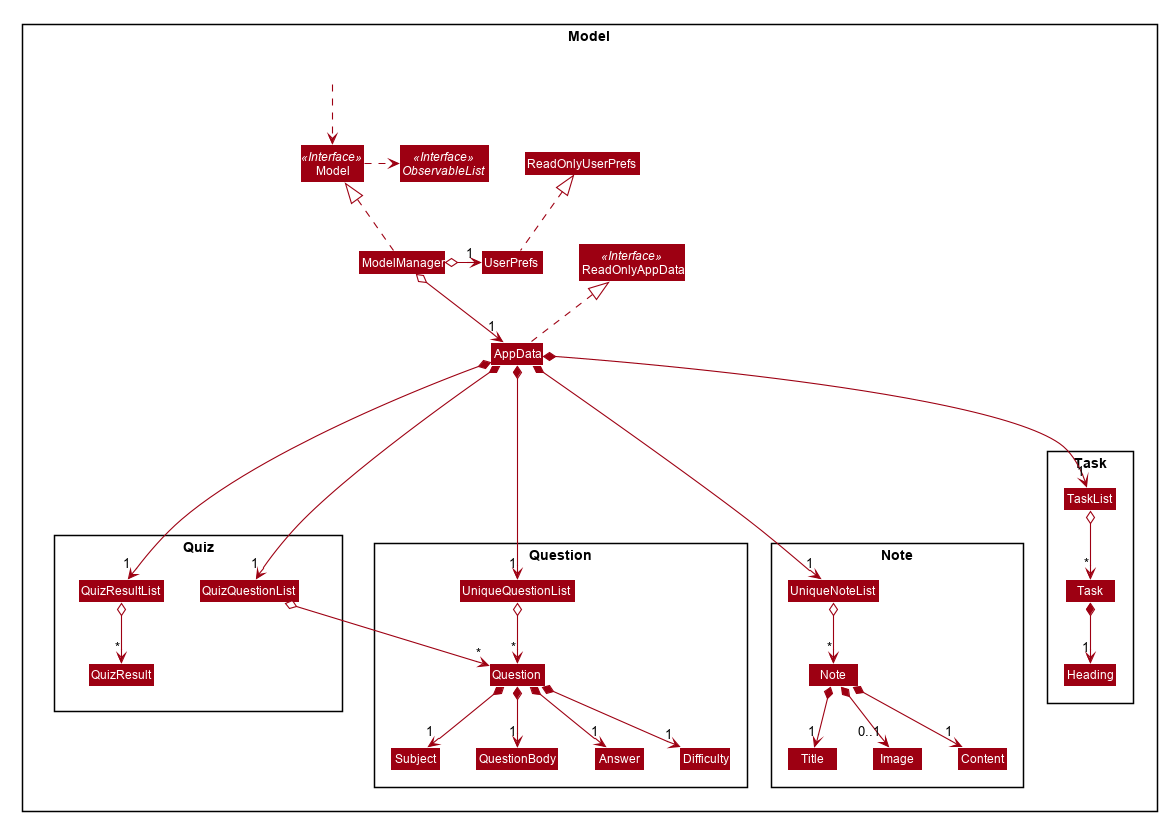 Model
«Interface»
Model
«Interface»
ObservableList
ReadOnlyUserPrefs
ModelManager
1
UserPrefs
«Interface»
ReadOnlyAppData
1
AppData
Task
1
TaskList
*
Task
1
Heading
Quiz
1
1
QuizResultList
QuizQuestionList
*
*
QuizResult
Question
1
UniqueQuestionList
*
Question
1
1
1
1
Subject
QuestionBody
Answer
Difficulty
Note
1
UniqueNoteList
*
Note
1
0..1
1
Title
Image
Content